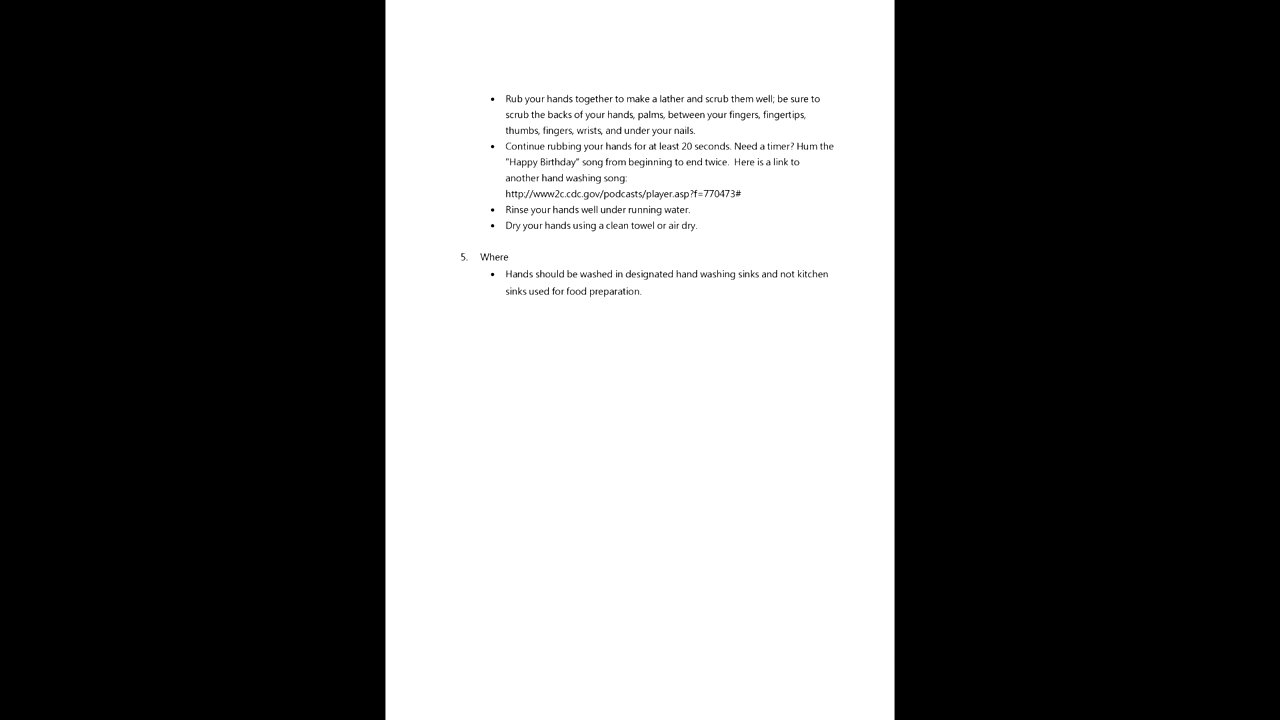 • Rub your hands together to make a lather and scrub them well; be sure to
scrub the backs of your hands, palms, between your fingers, fingertips,
thumbs, fingers, wrists, and under your nails.
• Continue rubbing your hands for at least 20 seconds. Need a timer? Hum the
"Happy Birthday" song from beginning to end twice.  Here is a link to
another hand washing song:
http://www2c.cdc.gov/podcasts/player.asp?f=770473#
• Rinse your hands well under running water.
• Dry your hands using a clean towel or air dry.
5. Where
• Hands should be washed in designated hand washing sinks and not kitchen
sinks used for food preparation.